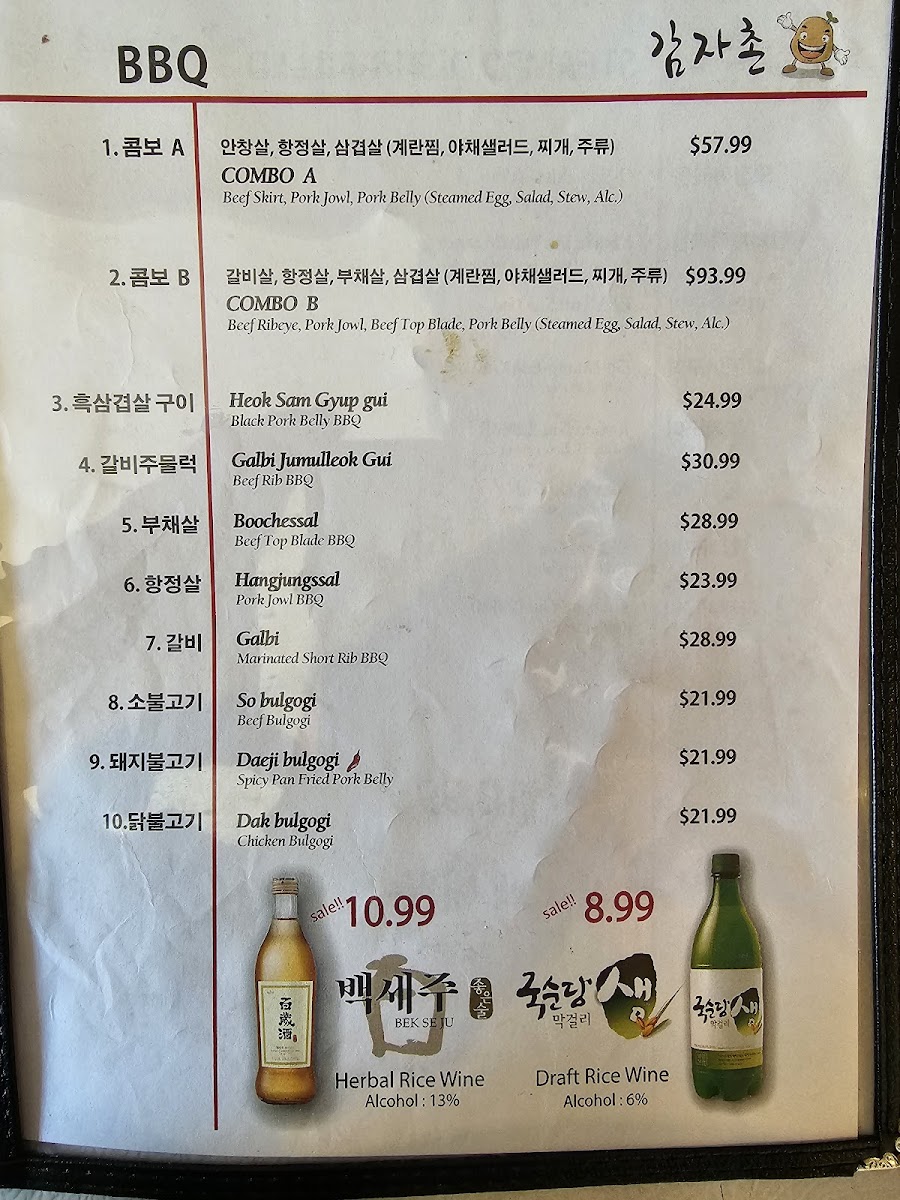 BBQ
감자촌
1. 콤보 A
안창살, 항정살, 삼겹살 (계란찜, 야채샐러드, 찌개, 주류)
$57.99
COMBO A
Beef Skirt, Pork Jowl, Pork Belly (Steamed Egg, Salad, Stew, Alc.)
2. 콤보 B
갈비살, 항정살, 부채살, 삼겹살 (계란찜, 야채샐러드, 찌개, 주류)
$93.99
COMBO B
Beef Ribeye, Pork Jowl, Beef Top Blade, Pork Belly (Steamed Egg, Salad, Stew, Alc.)
3. 흑삼겹살 구이
Heok Sam Gyup gui
$24.99
Black Pork Belly BBQ
4. 갈비주물럭
Galbi Jumulleok Gui
$30.99
Beef Rib BBQ
5. 부채살
Boochessal
$28.99
Beef Top Blade BBQ
6. 항정살
Hangjungssal
$23.99
Pork Jowl BBQ
7. 갈비
Galbi
$28.99
Marinated Short Rib BBQ
8. 소불고기
So bulgogi
$21.99
Beef Bulgogi
9. 돼지불고기
Daeji bulgogi
$21.99
Spicy Pan Fried Pork Belly
10.닭불고기
Dak bulgogi
$21.99
Chicken Bulgogi
sale!! 10.99
sale!! 8.99
백세주 좋은술
BEK SE JU
국순당 생
막걸리
百歲酒
국순당 생
막걸리
Herbal Rice Wine
Alcohol : 13%
Draft Rice Wine
Alcohol : 6%